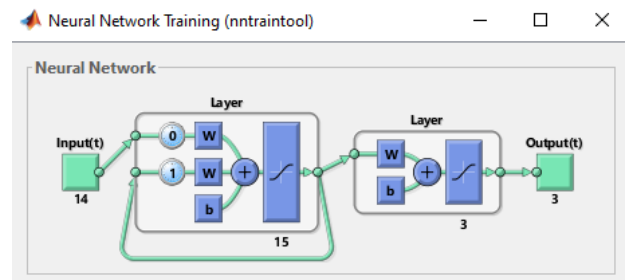 Neural Network Training (nntraintool)
Neural Network
Layer
Layer
Input(t)
Output(t)
0 W
W
1 W
+
+
b
b
14
15
3
3